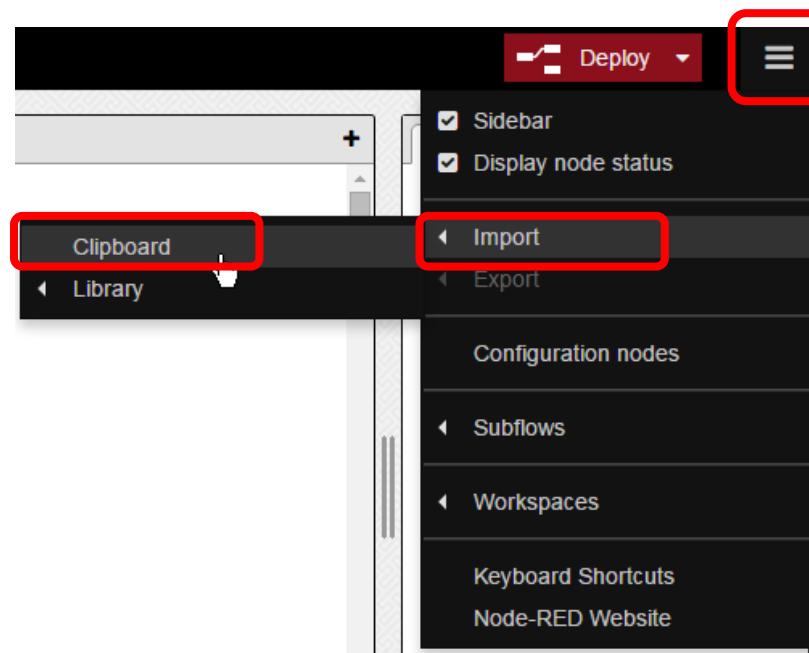 Deploy
+
Sidebar
Display node status
Import
Clipboard
Export
Library
Configuration nodes
Subflows
Workspaces
Keyboard Shortcuts
Node-RED Website